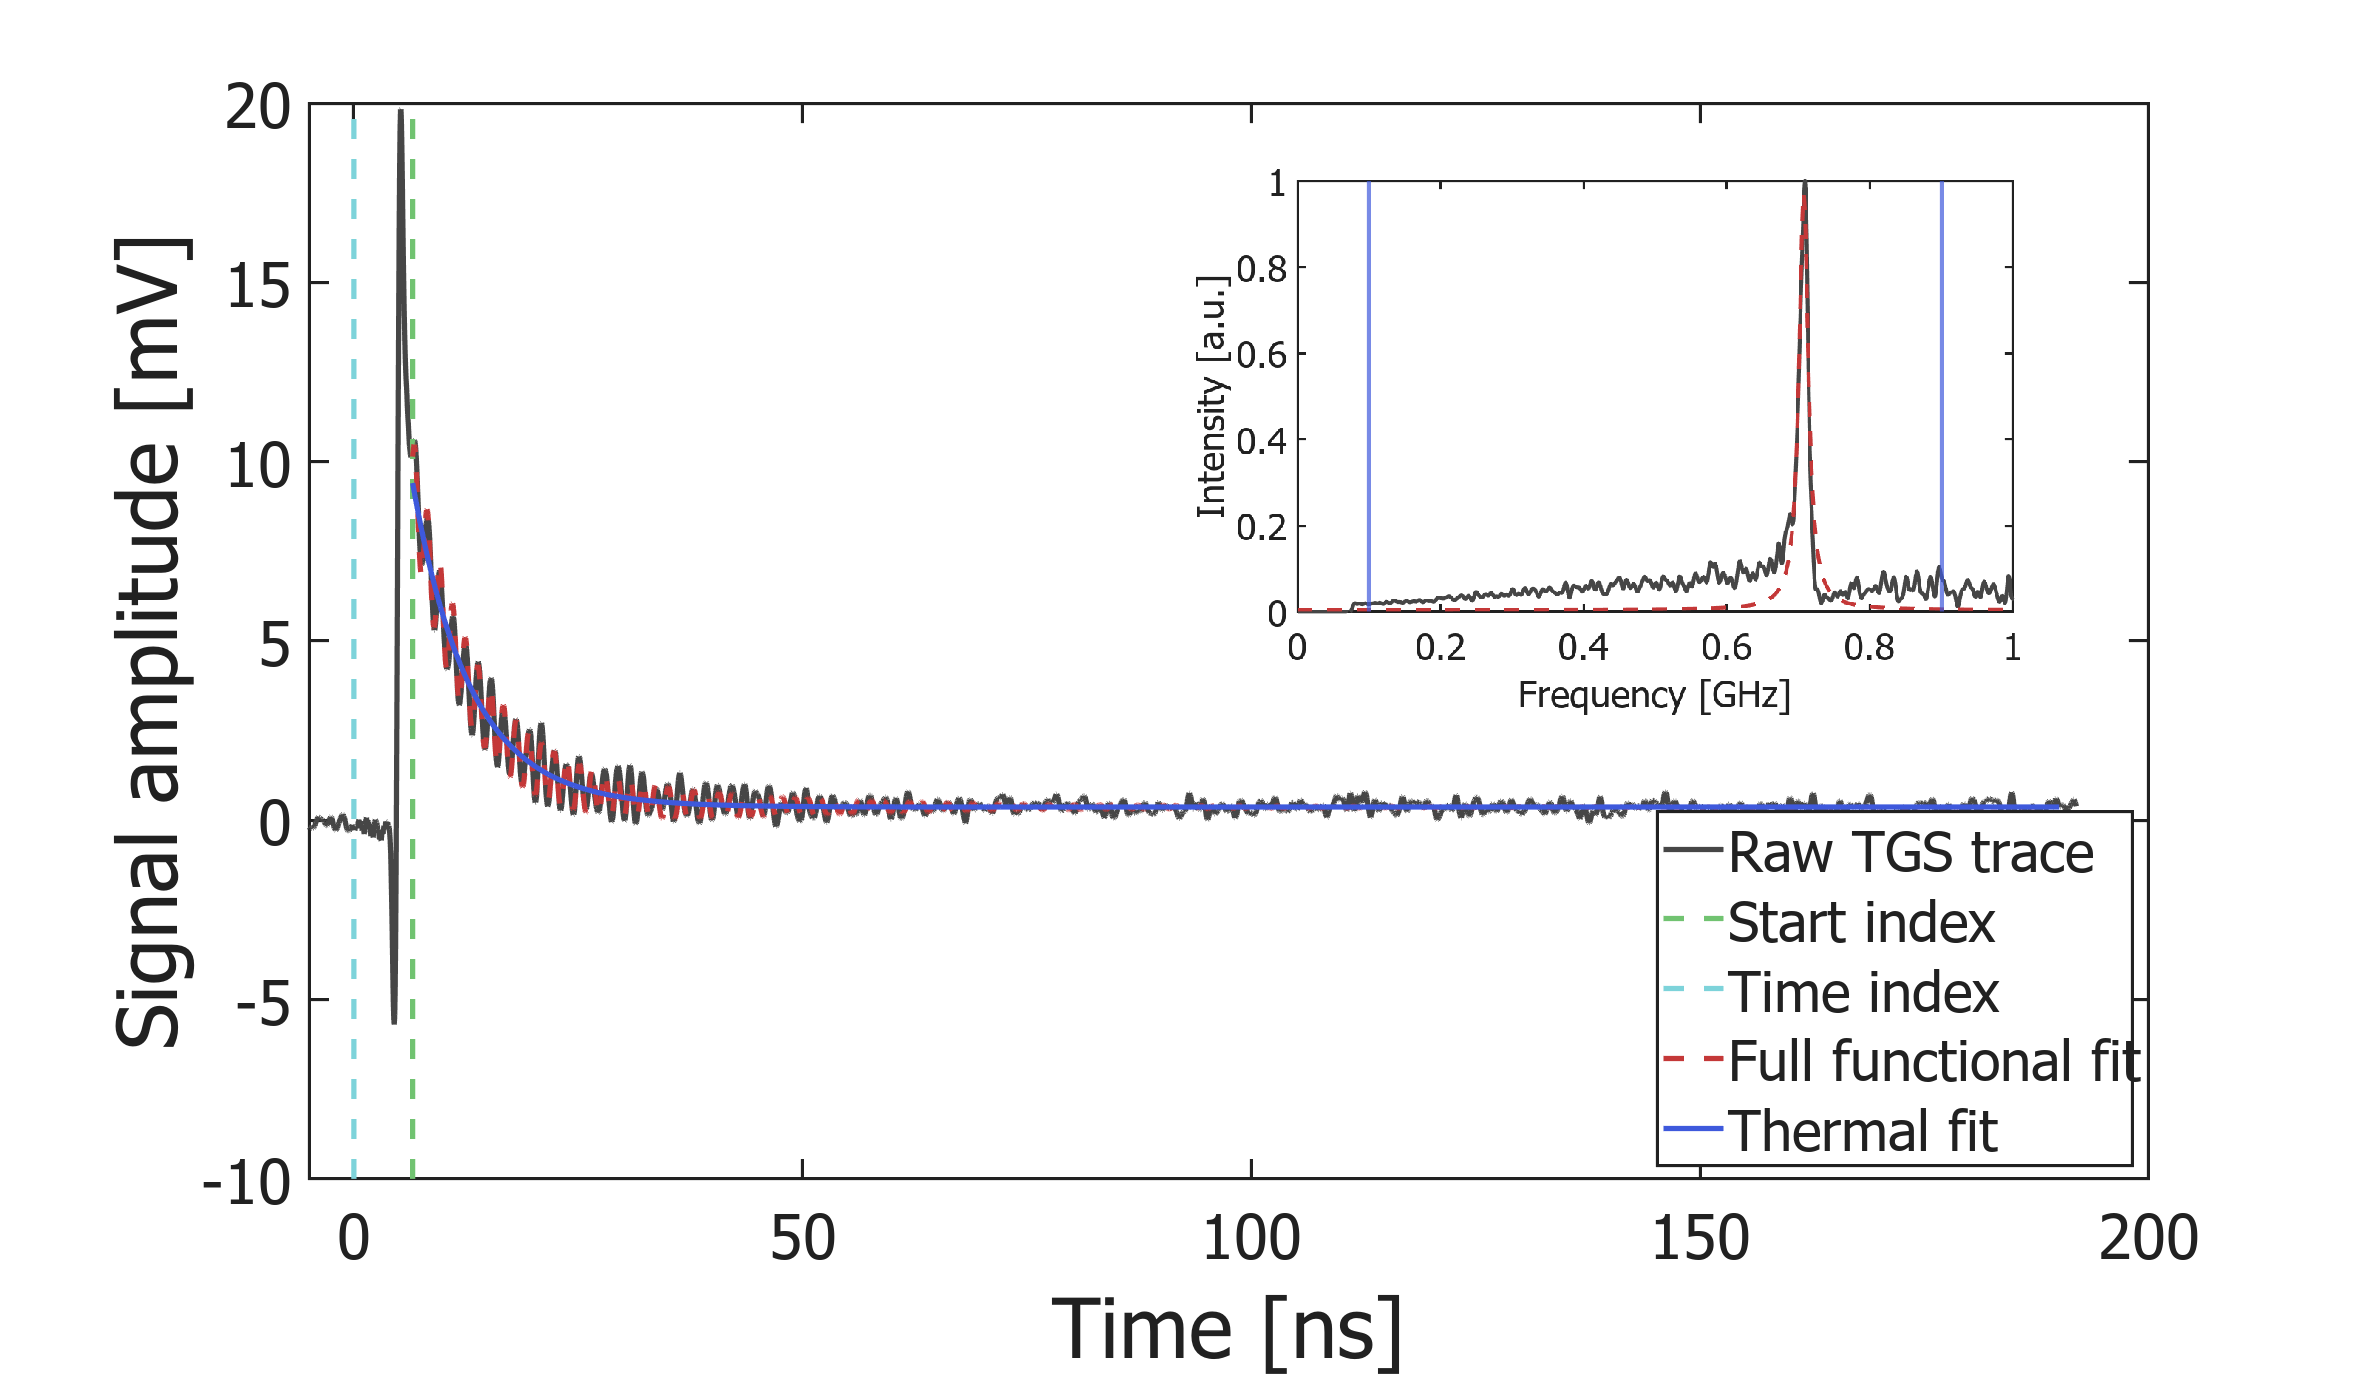 Signal amplitude [mV]
20
15
10
5
0
-5
-10
0
50
100
150
200
Time [ns]
Intensity [a.u.]
1
0.8
0.6
0.4
0.2
0
0
0.2
0.4
0.6
0.8
1
Frequency [GHz]
Raw TGS trace
Start index
Time index
Full functional fit
Thermal fit